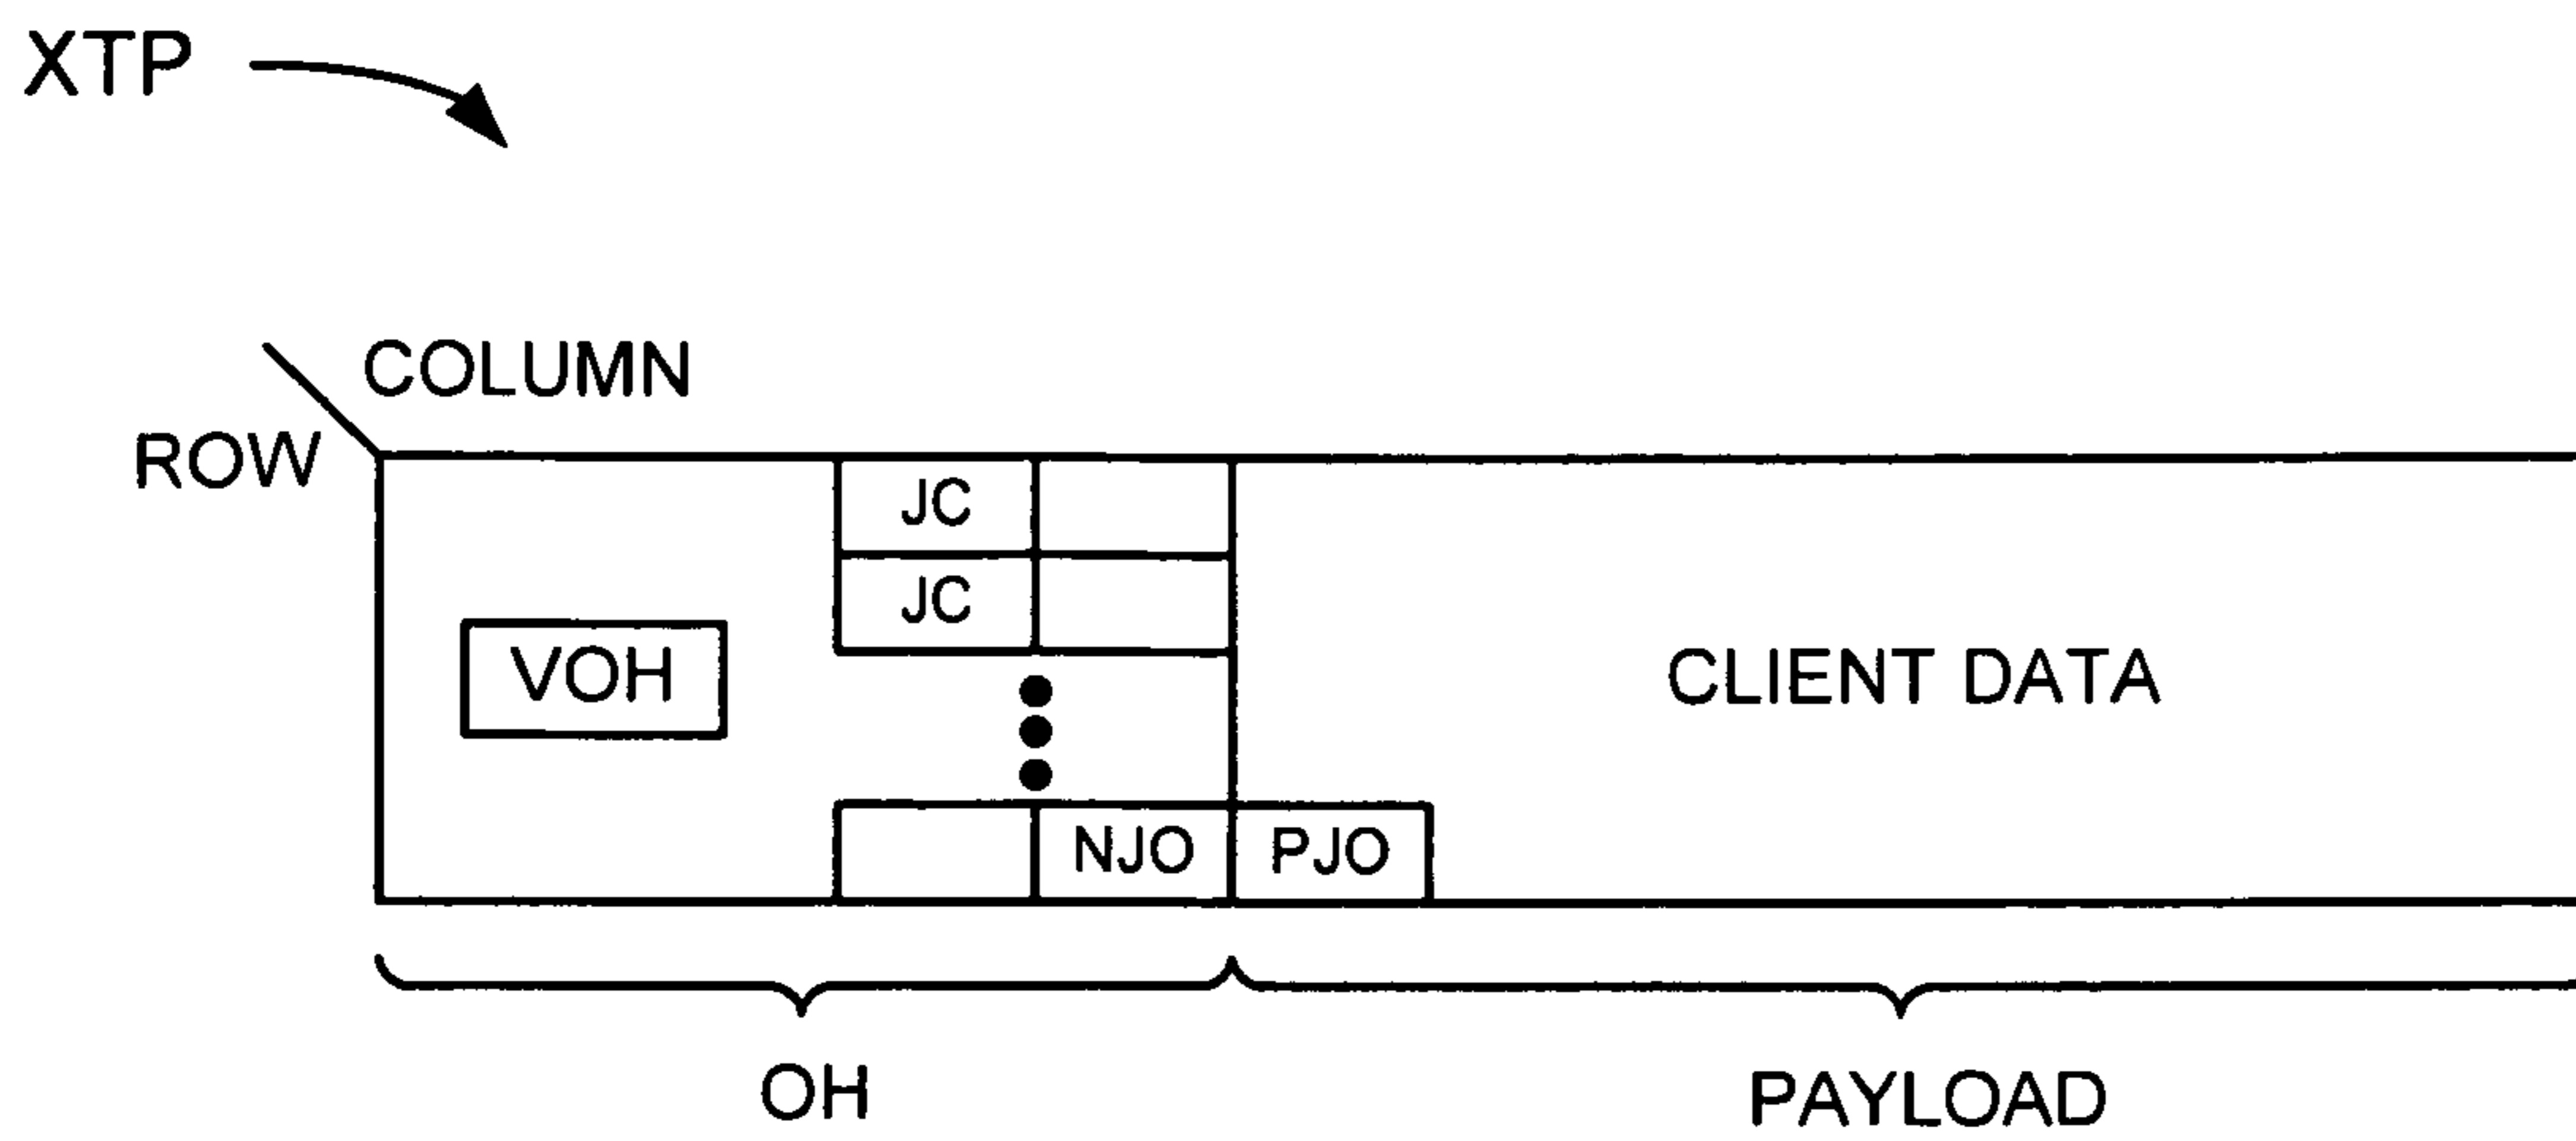 XTP
COLUMN
ROW
JC
JC
VOH
CLIENT DATA
NJO PJO
OH
PAYLOAD